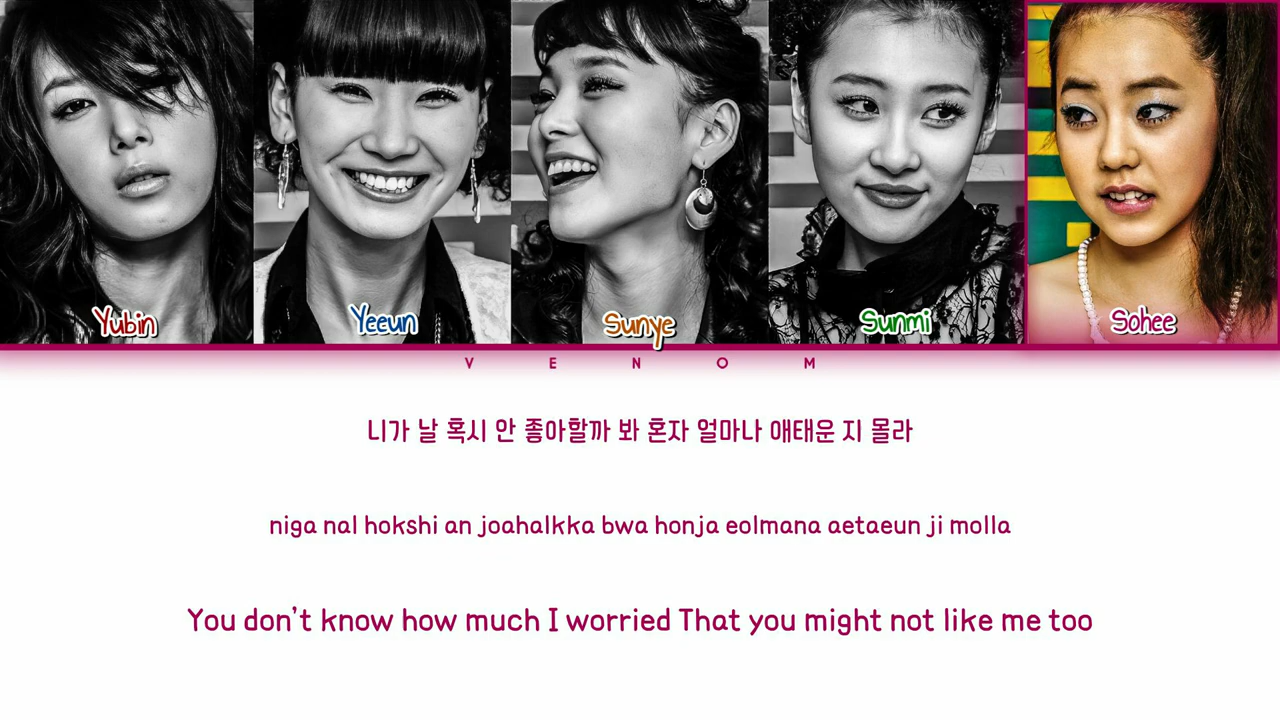 Yubin Yeeun Sunye Sunmi Sohee
V E N O M
니가 날 혹시 안 좋아할까 봐 혼자 얼마나 애태운 지 몰라
niga nal hokshi an joahalkka bwa honja eolmana aetaeun ji molla
You don't know how much I worried That you might not like me too